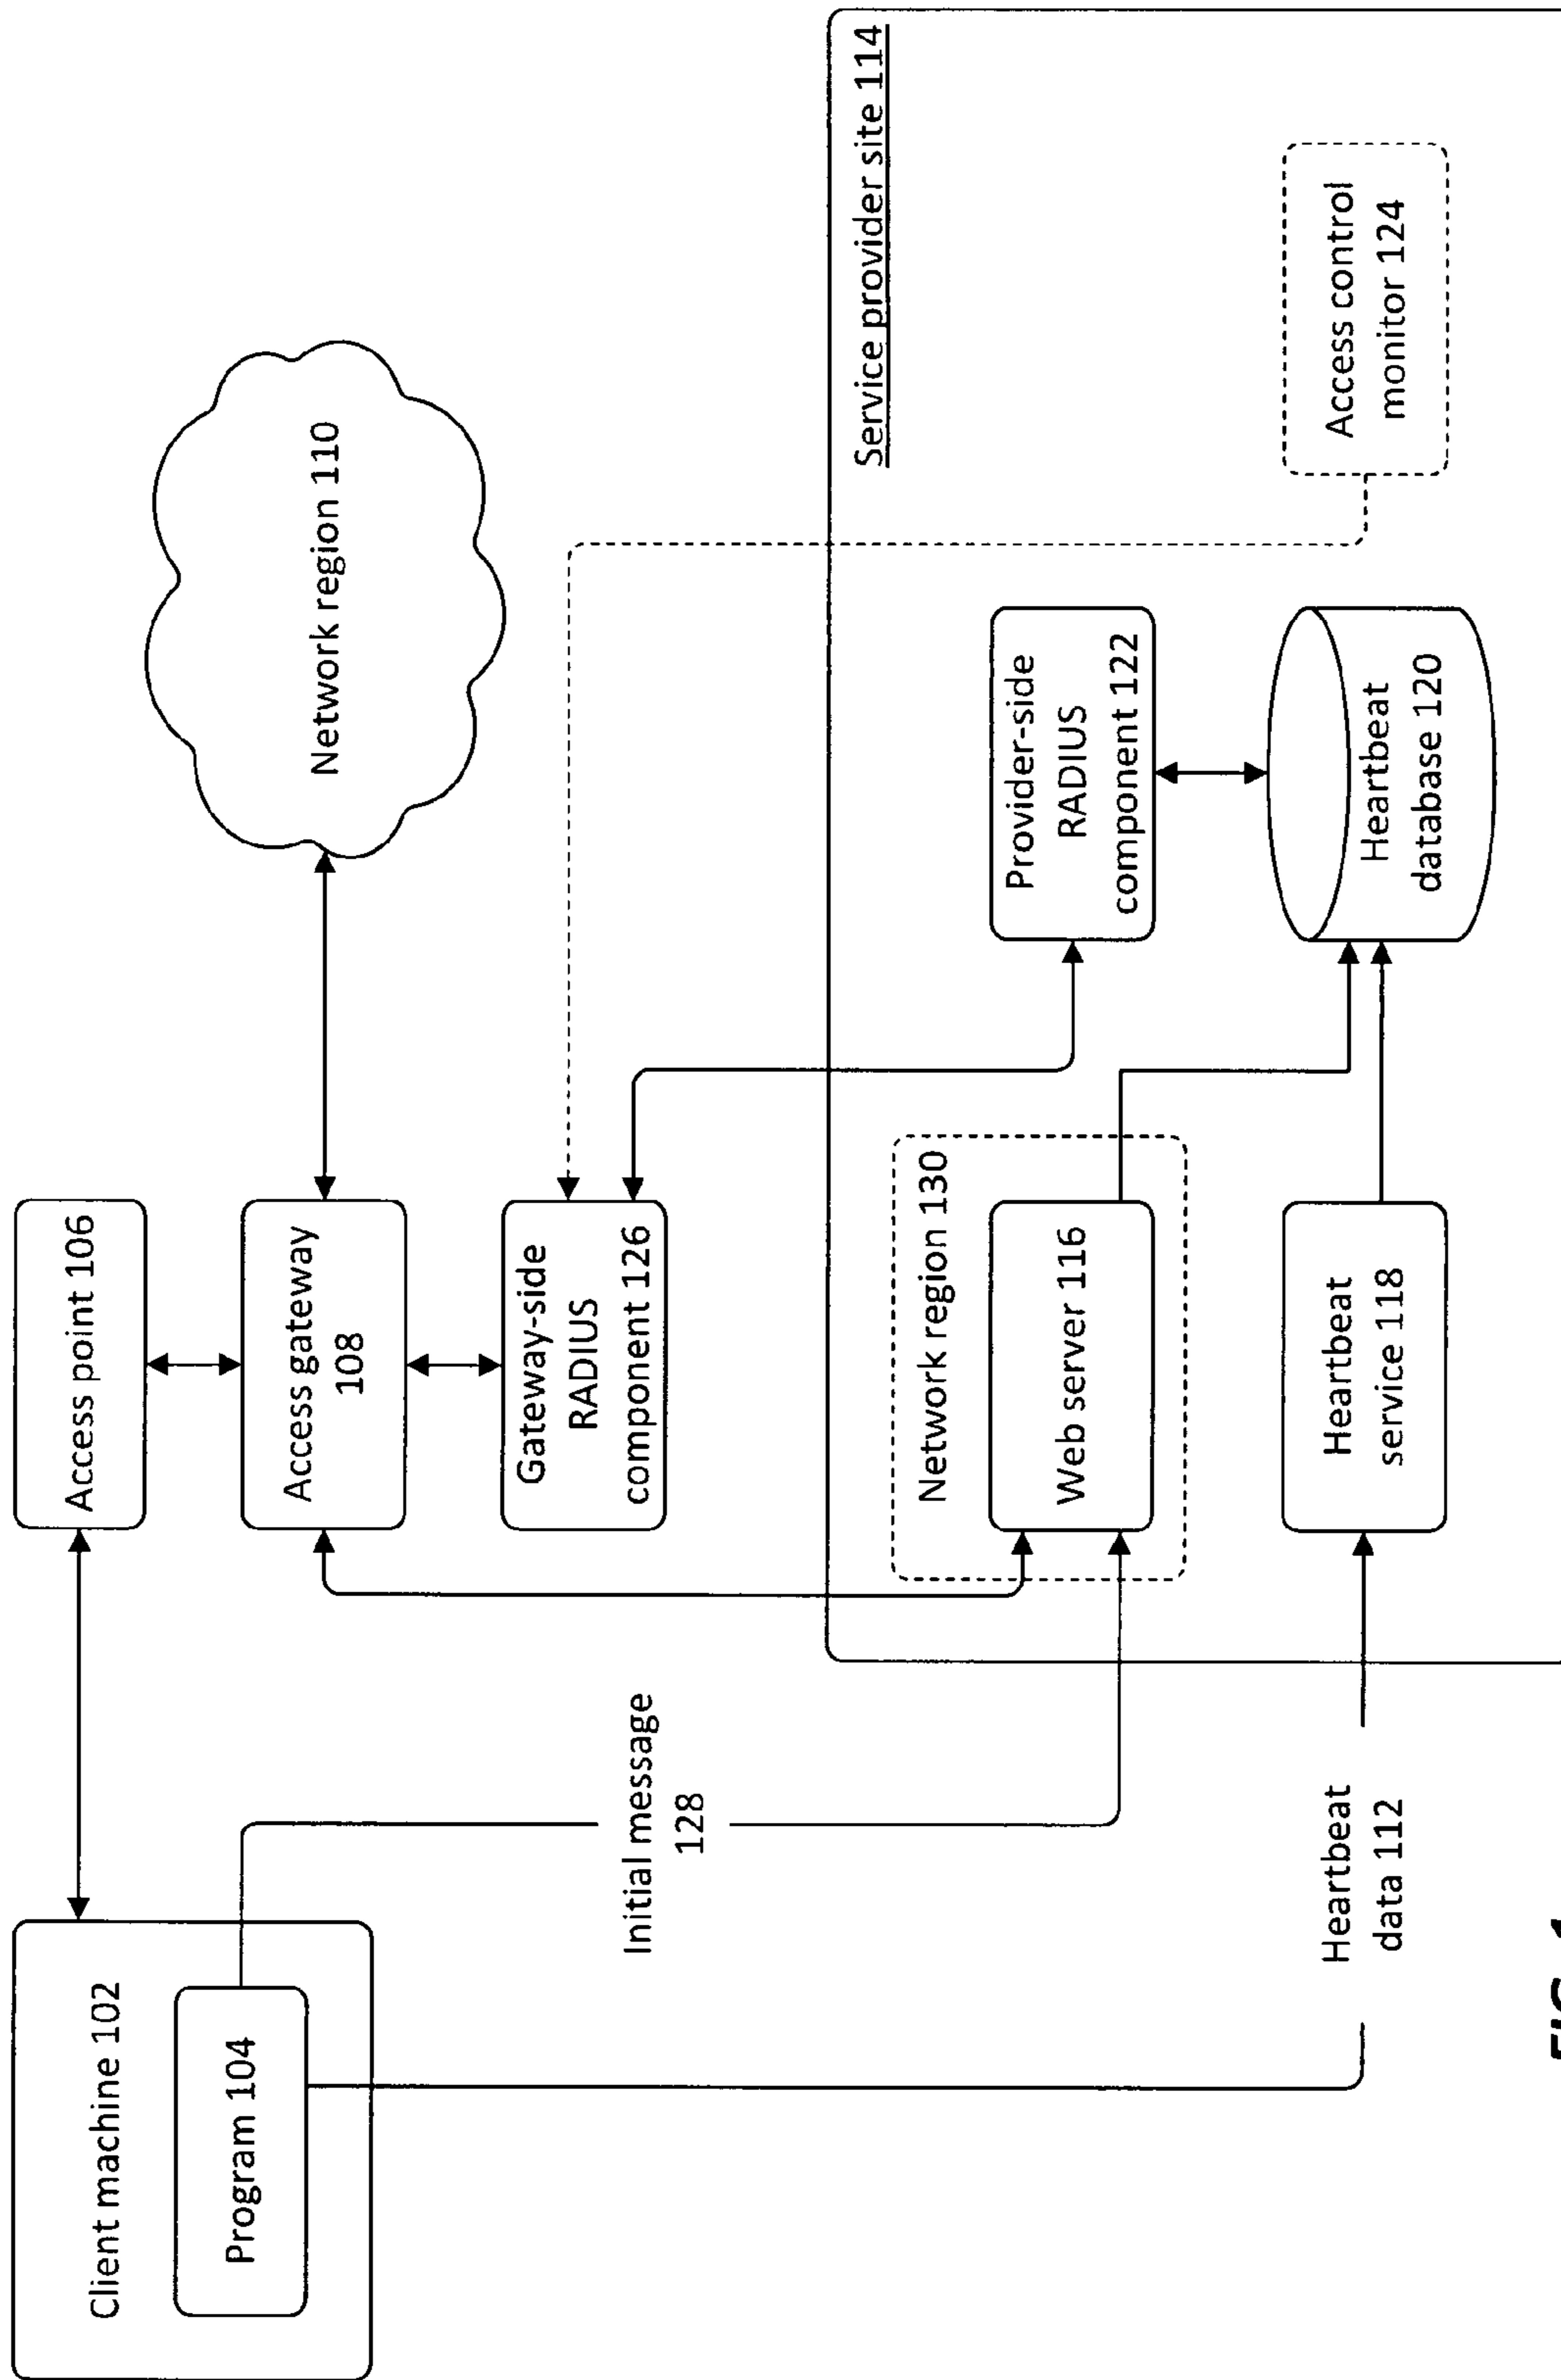 Client machine 102
Program 104
Access point 106
Access gateway
108
Network region 110
Gateway-side
RADIUS
component 126
Initial message
128
Service provider site 114
Network region 130
Web server 116
Provider-side
RADIUS
component 122
Heartbeat
data 112
Heartbeat
service 118
Heartbeat
database 120
Access control
monitor 124